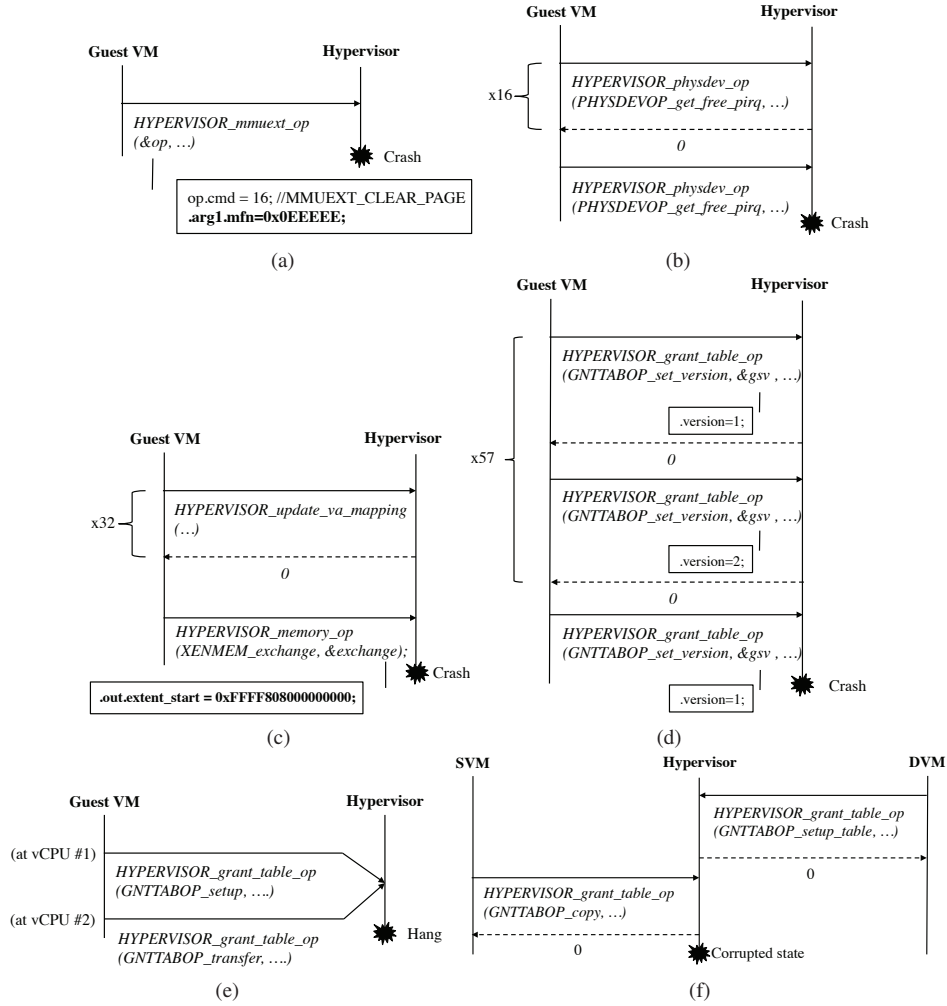 Guest VM
Hypervisor
HYPERVISOR_mmuext_op
(&op, …)
Crash
op.cmd = 16; //MMUEXT_CLEAR_PAGE
.arg1.mfn=0x0EEEEE;
(a)
Guest VM
Hypervisor
x16
HYPERVISOR_physdev_op
(PHYSDEVOP_get_free_pirq, …)
0
HYPERVISOR_physdev_op
(PHYSDEVOP_get_free_pirq, …)
Crash
(b)
Guest VM
Hypervisor
x32
HYPERVISOR_update_va_mapping
(…)
0
HYPERVISOR_memory_op
(XENMEM_exchange, &exchange);
Crash
.out.extent_start = 0xFFFF808000000000;
(c)
Guest VM
Hypervisor
HYPERVISOR_grant_table_op
(GNTTABOP_set_version, &gsv , …)
.version=1;
0
x57
HYPERVISOR_grant_table_op
(GNTTABOP_set_version, &gsv , …)
.version=2;
0
HYPERVISOR_grant_table_op
(GNTTABOP_set_version, &gsv , …)
Crash
.version=1;
(d)
Guest VM
Hypervisor
(at vCPU #1)
HYPERVISOR_grant_table_op
(GNTTABOP_setup, ….)
(at vCPU #2)
HYPERVISOR_grant_table_op
(GNTTABOP_transfer, ….)
Hang
(e)
SVM
Hypervisor
DVM
HYPERVISOR_grant_table_op
(GNTTABOP_setup_table, …)
0
HYPERVISOR_grant_table_op
(GNTTABOP_copy, …)
0
Corrupted state
(f)